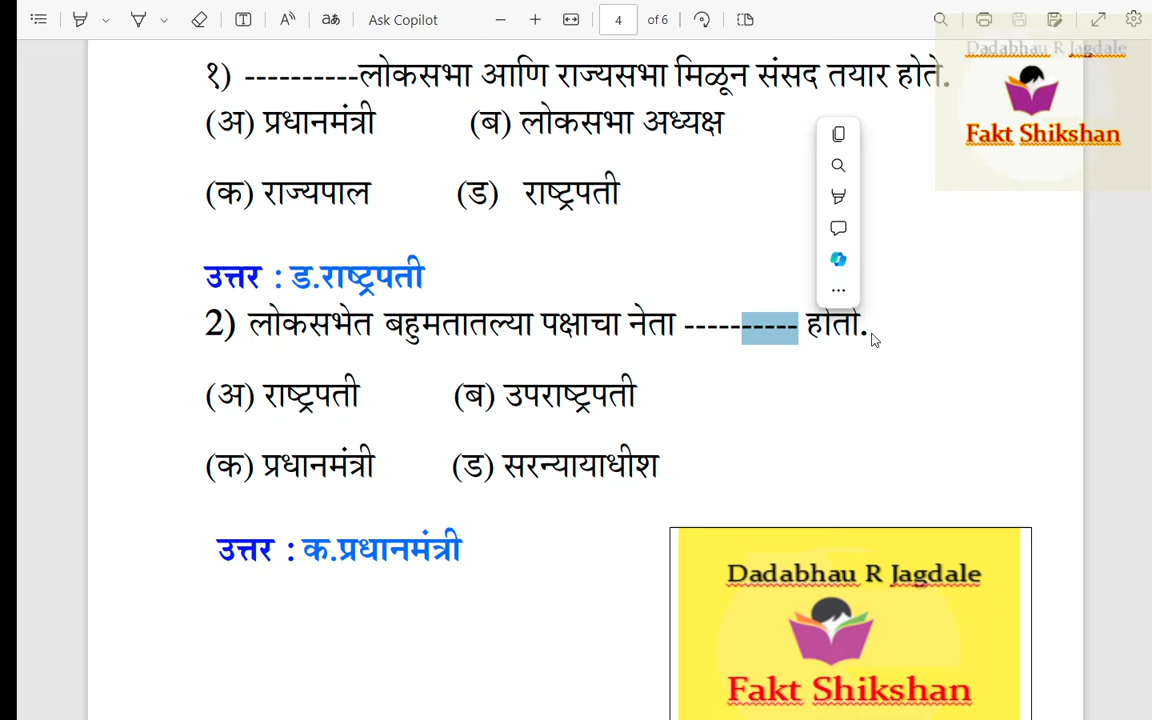 Ask Copilot
4 of 6
Dadabhau R Jagdale
Fakt Shikshan
१) ----------लोकसभा आणि राज्यसभा मिळून संसद तयार होते.
(अ) प्रधानमंत्री (ब) लोकसभा अध्यक्ष
(क) राज्यपाल (ड) राष्ट्रपती
उत्तर : ड.राष्ट्रपती
2) लोकसभेत बहुमतातल्या पक्षाचा नेता ---------- होतो.
(अ) राष्ट्रपती (ब) उपराष्ट्रपती
(क) प्रधानमंत्री (ड) सरन्यायाधीश
उत्तर : क.प्रधानमंत्री
Dadabhau R Jagdale
Fakt Shikshan